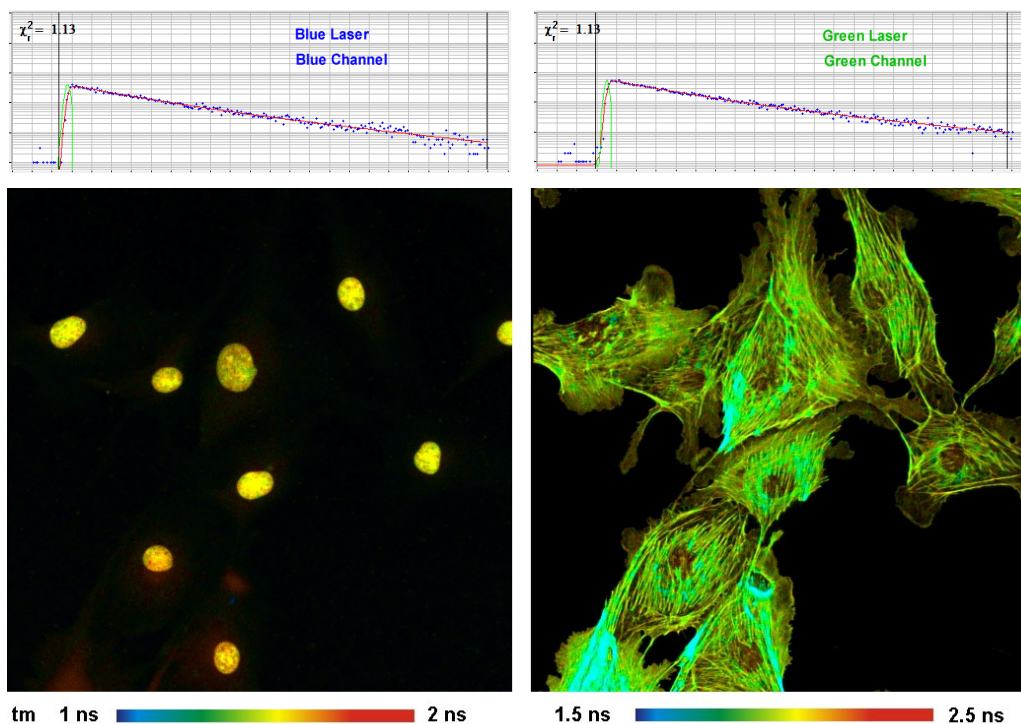 χr²= 1.13
Blue Laser
Blue Channel
χr²= 1.13
Green Laser
Green Channel
tm 1 ns 2 ns
1.5 ns 2.5 ns